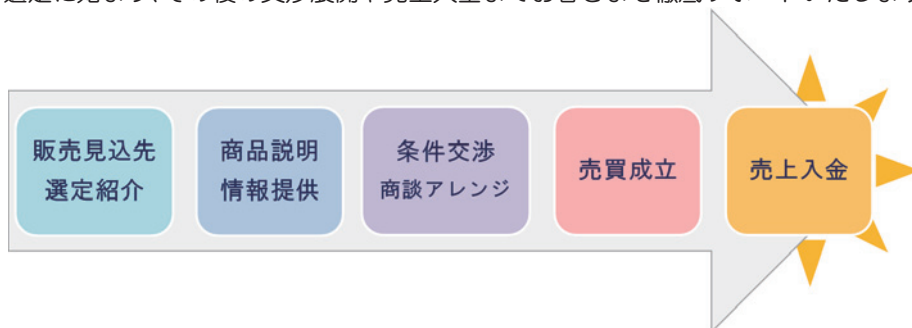 販売見込先
選定紹介
商品説明
情報提供
条件交渉
商談アレンジ
売買成立
売上入金